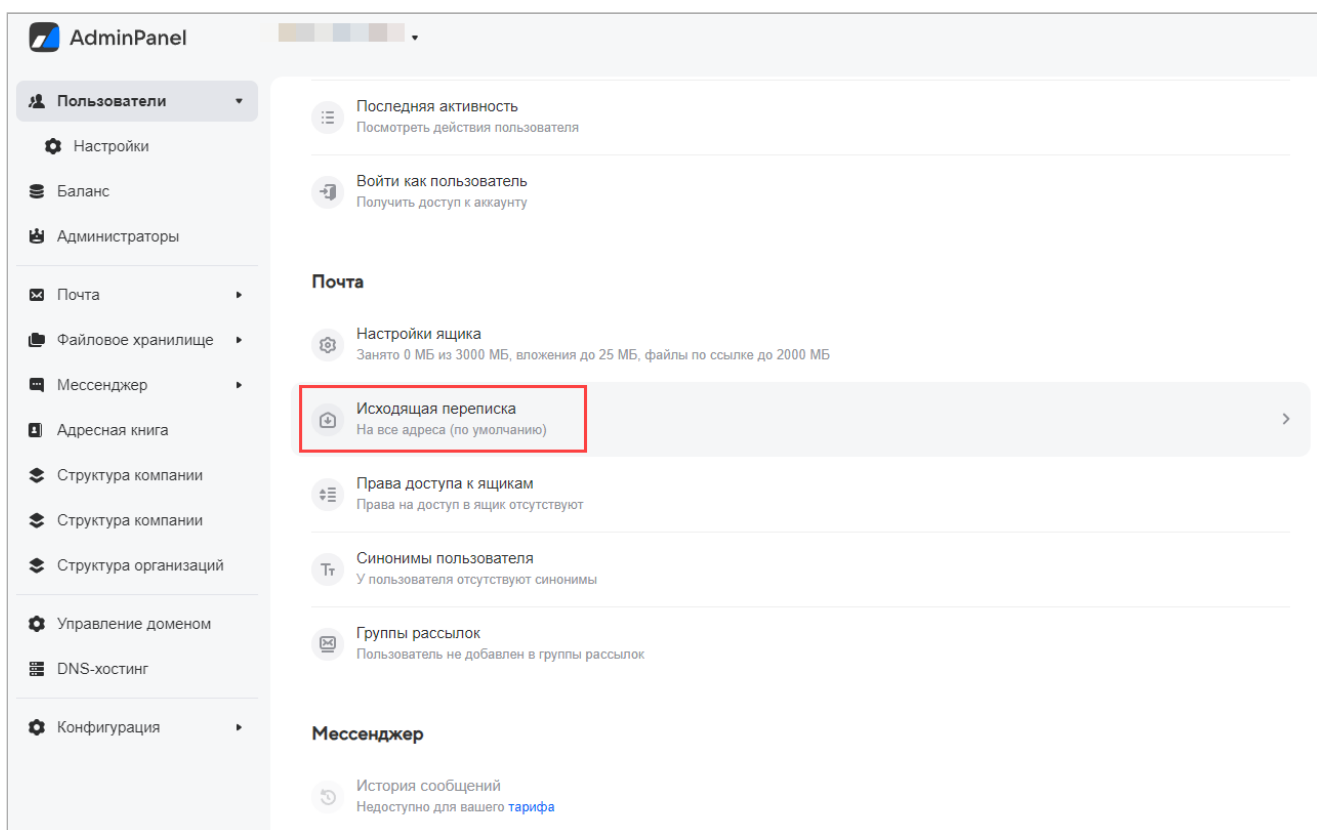 AdminPanel
Пользователи
Настройки
Баланс
Администраторы
Почта
Файловое хранилище
Мессенджер
Адресная книга
Структура компании
Структура компании
Структура организаций
Управление доменом
DNS-хостинг
Конфигурация
Последняя активность
Посмотреть действия пользователя
Войти как пользователь
Получить доступ к аккаунту
Почта
Настройки ящика
Занято 0 МБ из 3000 МБ, вложения до 25 МБ, файлы по ссылке до 2000 МБ
Исходящая переписка
На все адреса (по умолчанию)
Права доступа к ящикам
Права на доступ в ящик отсутствуют
Синонимы пользователя
У пользователя отсутствуют синонимы
Группы рассылок
Пользователь не добавлен в группы рассылок
Мессенджер
История сообщений
Недоступно для вашего тарифа